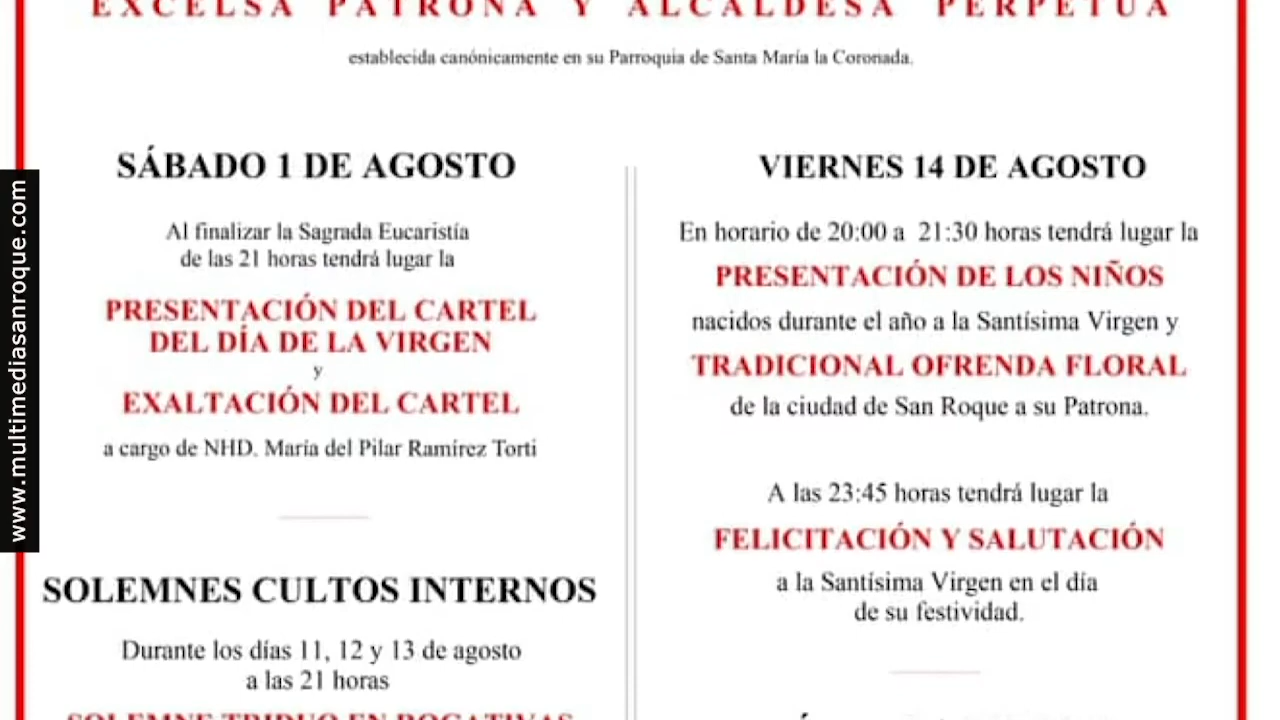 EXCELSA PATRONA Y ALCALDESA PERPETUA
establecida canónicamente en su Parroquia de Santa María la Coronada.
SÁBADO 1 DE AGOSTO
Al finalizar la Sagrada Eucaristía
de las 21 horas tendrá lugar la
PRESENTACIÓN DEL CARTEL
DEL DÍA DE LA VIRGEN
y
EXALTACIÓN DEL CARTEL
a cargo de NHD. María del Pilar Ramírez Torti
SOLEMNES CULTOS INTERNOS
Durante los días 11, 12 y 13 de agosto
a las 21 horas
SOLEMNE TRIDUO EN ROGATIVAS
VIERNES 14 DE AGOSTO
En horario de 20:00 a 21:30 horas tendrá lugar la
PRESENTACIÓN DE LOS NIÑOS
nacidos durante el año a la Santísima Virgen y
TRADICIONAL OFRENDA FLORAL
de la ciudad de San Roque a su Patrona.
A las 23:45 horas tendrá lugar la
FELICITACIÓN Y SALUTACIÓN
a la Santísima Virgen en el día
de su festividad.
www.multimediasanroque.com